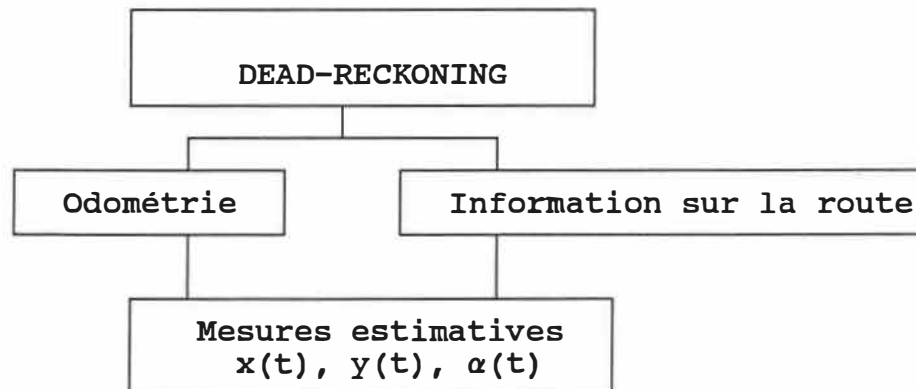 DEAD-RECKONING
Odométrie
Information sur la route
Mesures estimatives
x(t), y(t), α(t)